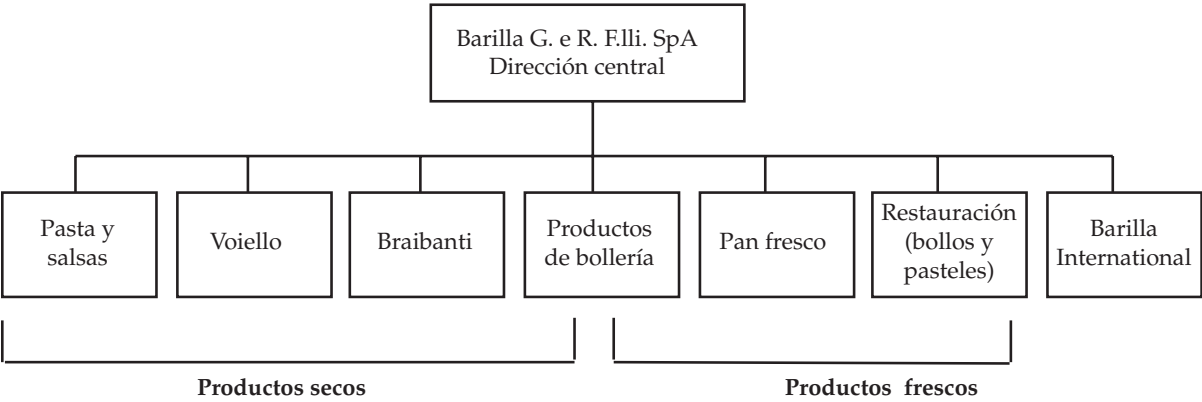 Barilla G. e R. F.lli. SpA
Dirección central
Pasta y
salsas
Voiello
Braibanti
Productos
de bollería
Pan fresco
Restauración
(bollos y
pasteles)
Barilla
International
Productos secos
Productos frescos